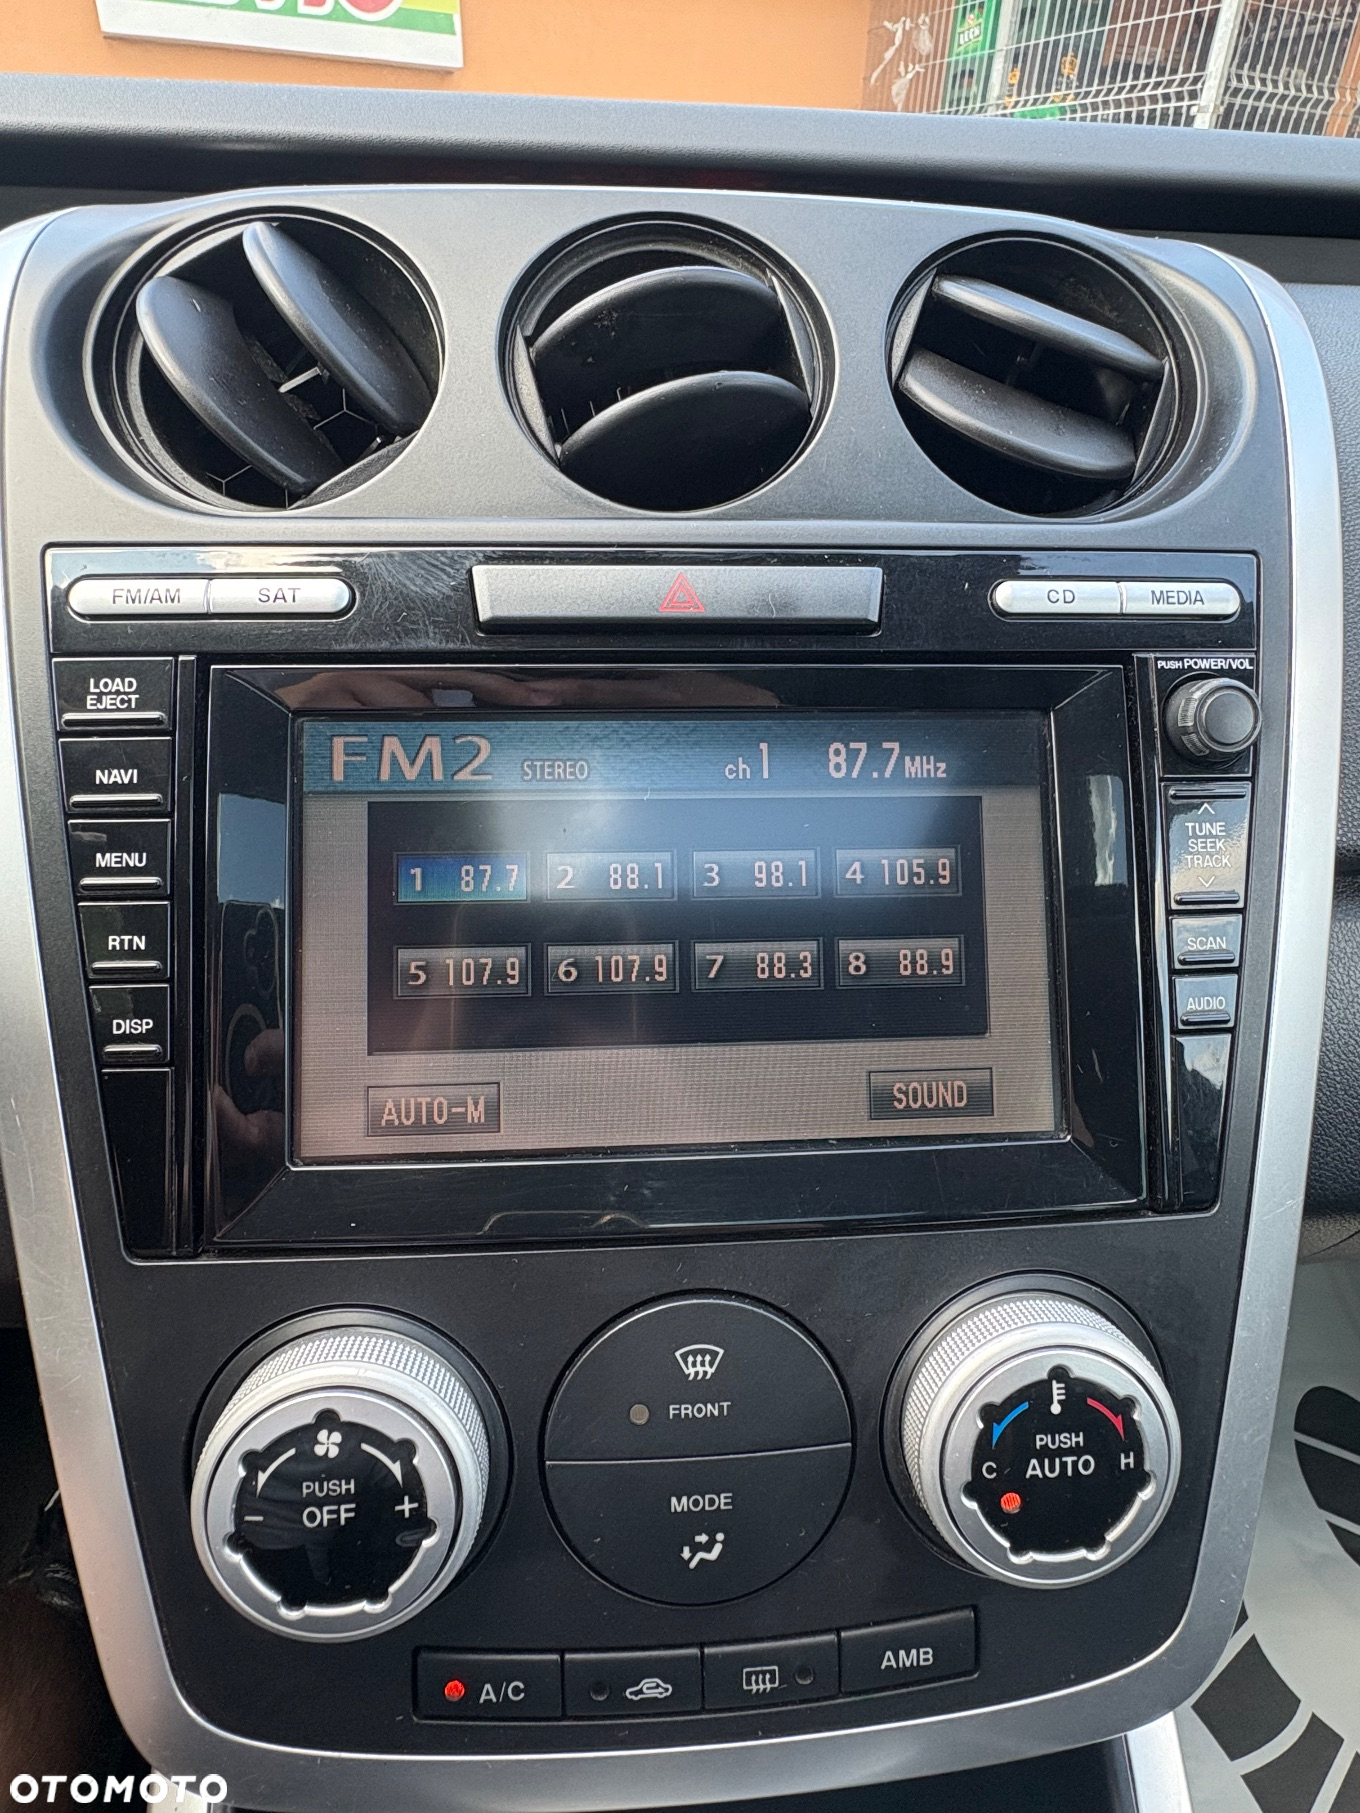 LECH
FM/AM SAT CD MEDIA
LOAD
EJECT
NAVI
MENU
RTN
DISP
PUSH POWER/VOL
TUNE
SEEK
TRACK
SCAN
AUDIO
FM2 STEREO ch1 87.7MHz
1 87.7 2 88.1 3 98.1 4 105.9
5 107.9 6 107.9 7 88.3 8 88.9
AUTO-M SOUND
PUSH
OFF
- +
FRONT
MODE
PUSH
AUTO
C H
A/C AMB
OTOMOTO